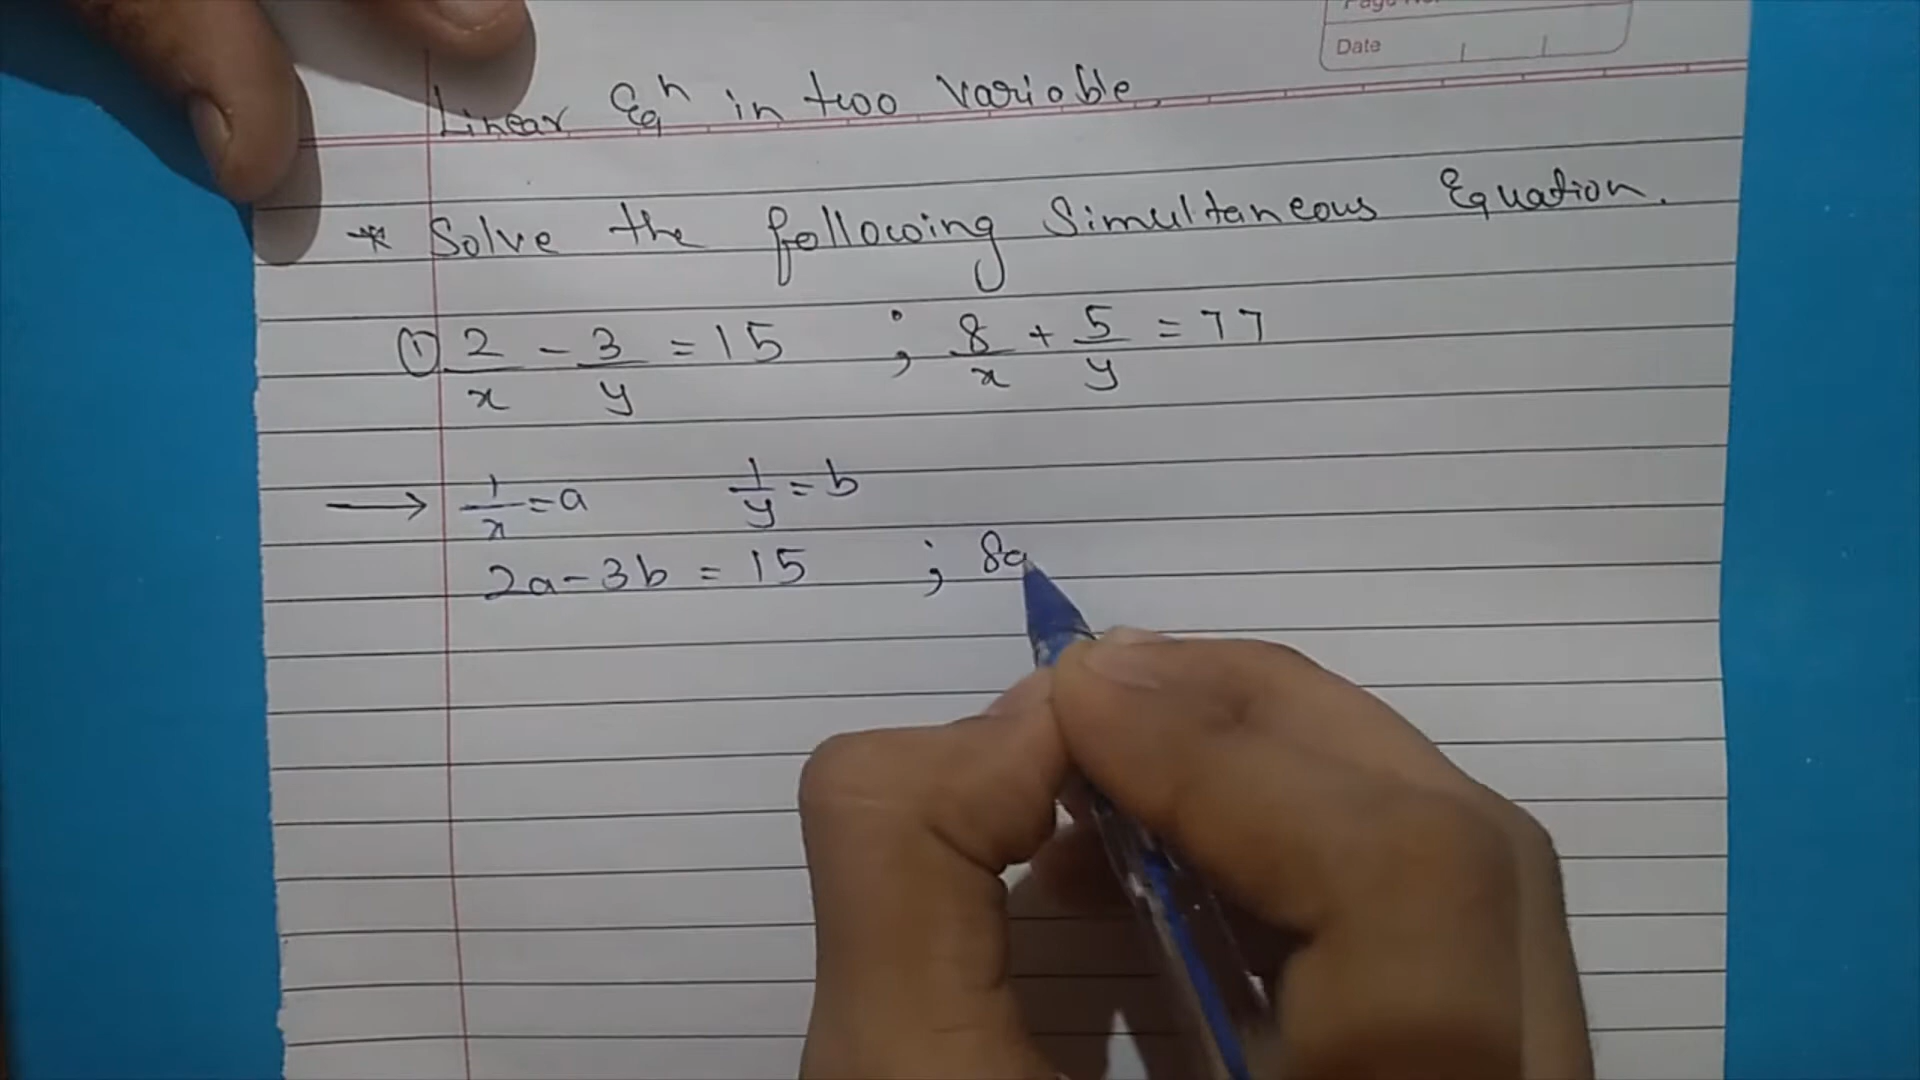 Date
Linear Eqⁿ in two variable.
* Solve the following Simultaneous Equation.
① 2/x - 3/y = 15 ; 8/x + 5/y = 77
→ 1/x = a 1/y = b
2a - 3b = 15 ; 8a